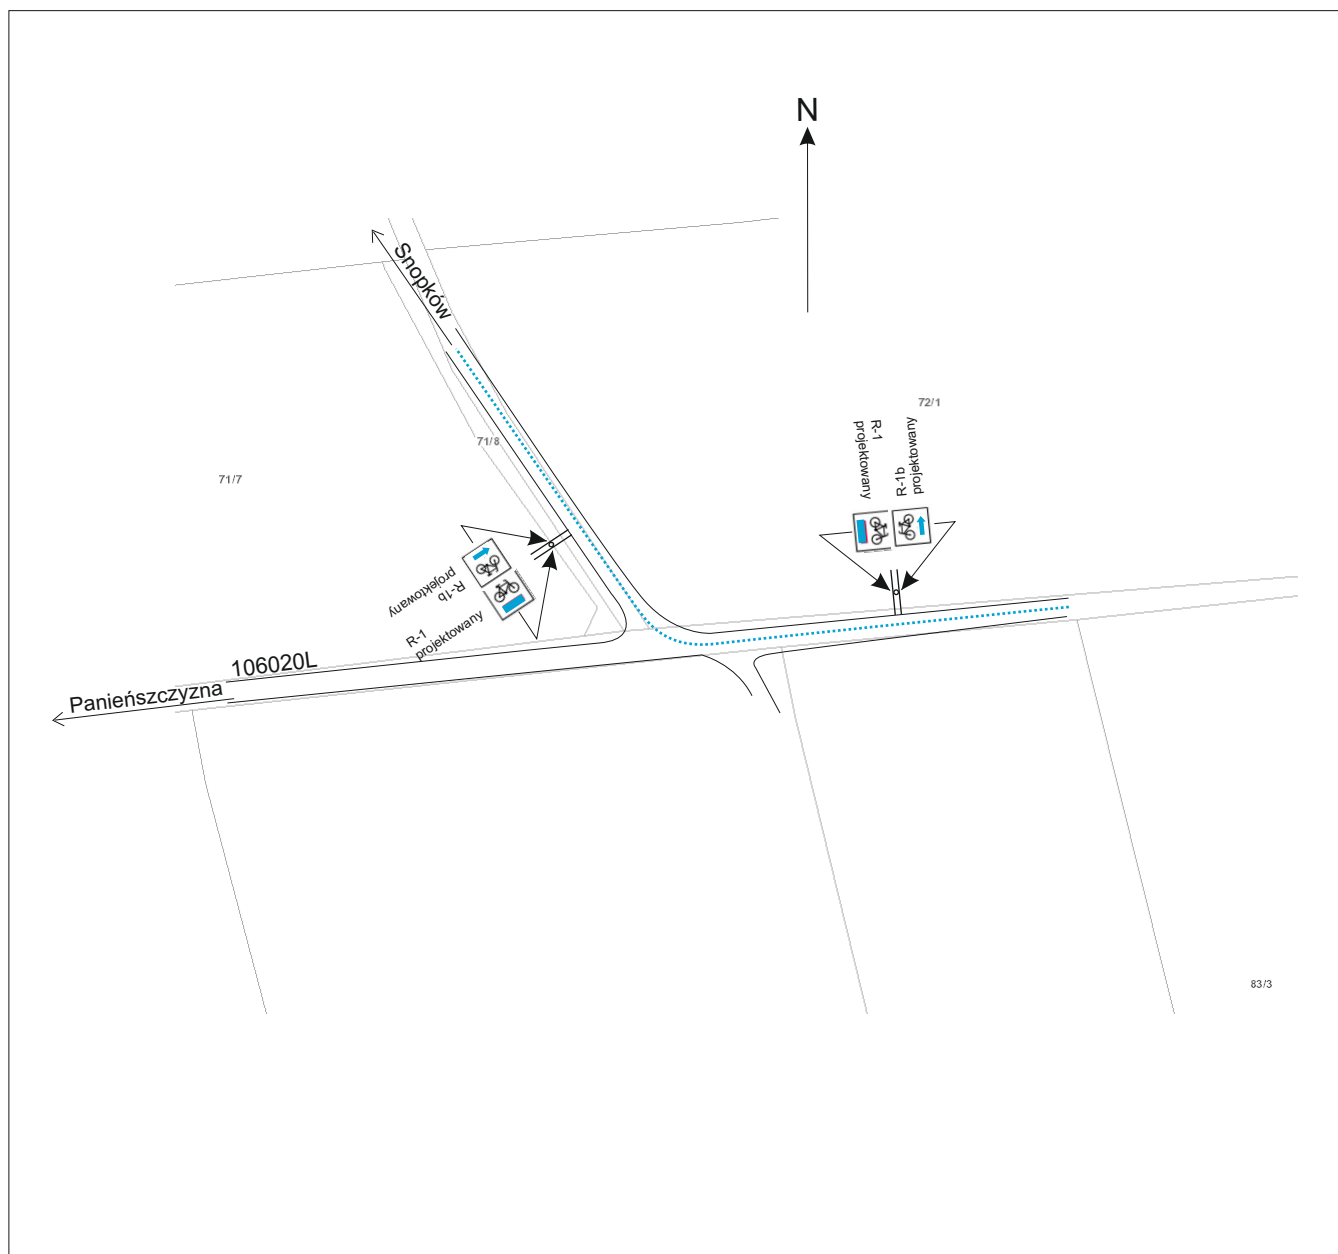 N
Snopków
72/1
R-1
projektowany
R-1b
projektowany
71/8
71/7
R-1b
projektowany
R-1
projektowany
106020L
Panieńszczyzna
83/3